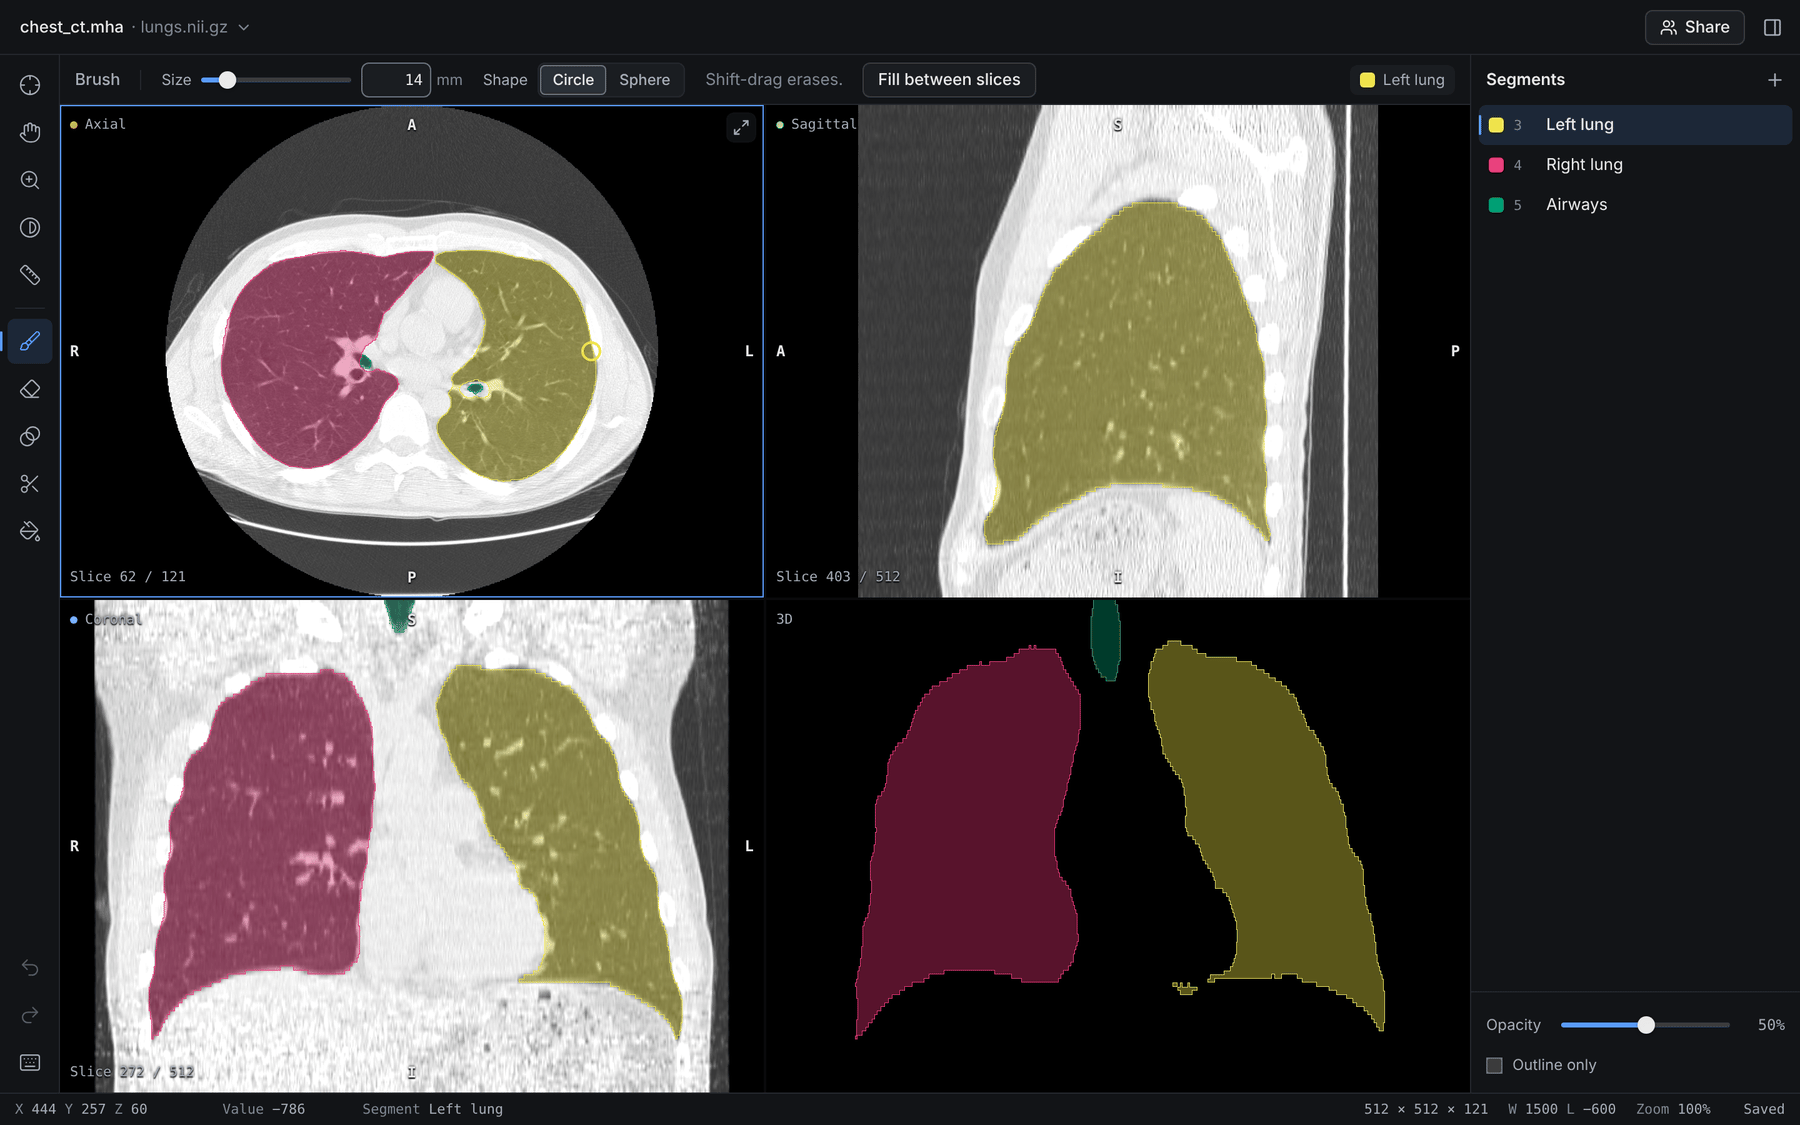 chest_ct.mha · lungs.nii.gz
Share
Brush
Size
14 mm
Shape
Circle
Sphere
Shift-drag erases.
Fill between slices
Left lung
Segments
3 Left lung
4 Right lung
5 Airways
Axial
A
R
L
Slice 62 / 121
P
Sagittal
S
A
P
Slice 403 / 512
I
Coronal
S
R
L
Slice 272 / 512
I
3D
Opacity
50%
Outline only
X 444 Y 257 Z 60
Value −786
Segment Left lung
512 × 512 × 121
W 1500 L −600
Zoom 100%
Saved